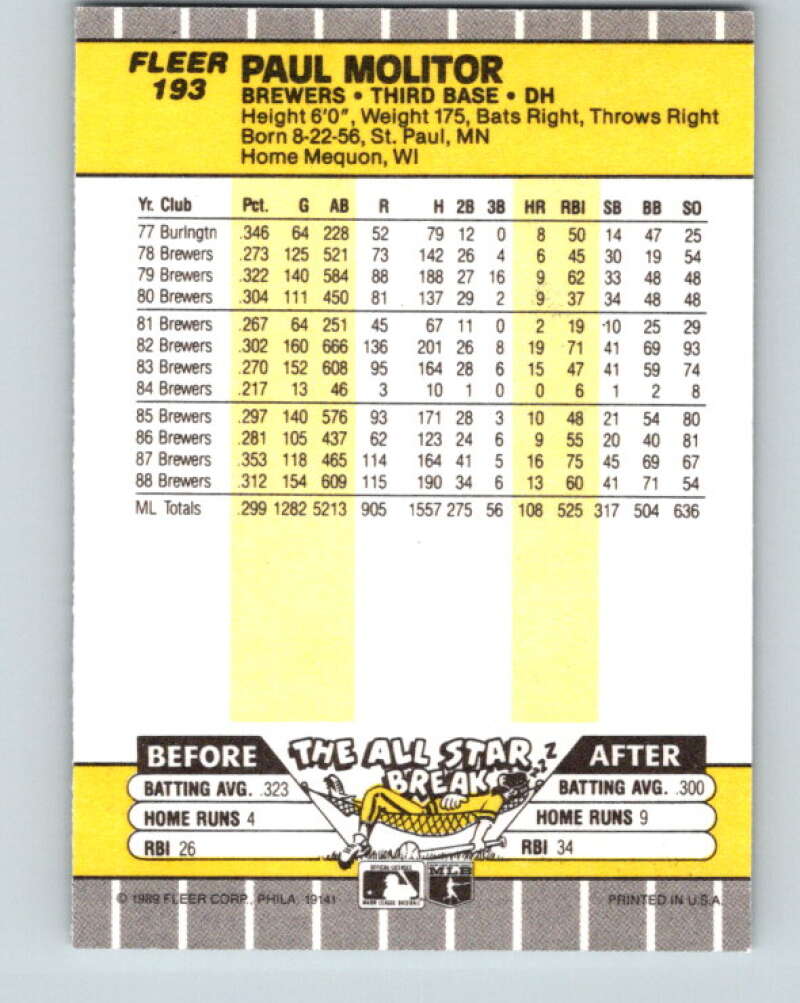 FLEER 193
PAUL MOLITOR
BREWERS • THIRD BASE • DH
Height 6'0", Weight 175, Bats Right, Throws Right
Born 8-22-56, St. Paul, MN
Home Mequon, WI
Yr. Club Pct. G AB R H 2B 3B HR RBI SB BB SO
77 Burlngtn .346 64 228 52 79 12 0 8 50 14 47 25
78 Brewers .273 125 521 73 142 26 4 6 45 30 19 54
79 Brewers .322 140 584 88 188 27 16 9 62 33 48 48
80 Brewers .304 111 450 81 137 29 2 9 37 34 48 48
81 Brewers .267 64 251 45 67 11 0 2 19 10 25 29
82 Brewers .302 160 666 136 201 26 8 19 71 41 69 93
83 Brewers .270 152 608 95 164 28 6 15 47 41 59 74
84 Brewers .217 13 46 3 10 1 0 0 6 1 2 8
85 Brewers .297 140 576 93 171 28 3 10 48 21 54 80
86 Brewers .281 105 437 62 123 24 6 9 55 20 40 81
87 Brewers .353 118 465 114 164 41 5 16 75 45 69 67
88 Brewers .312 154 609 115 190 34 6 13 60 41 71 54
ML Totals .299 1282 5213 905 1557 275 56 108 525 317 504 636
BEFORE THE ALL STAR BREAK zzZ AFTER
BATTING AVG. .323 BATTING AVG. .300
HOME RUNS 4 HOME RUNS 9
RBI 26 RBI 34
OFFICIAL LICENSEE
MAJOR LEAGUE BASEBALL
MLB
© 1989 FLEER CORP., PHILA. 19141 PRINTED IN U.S.A.